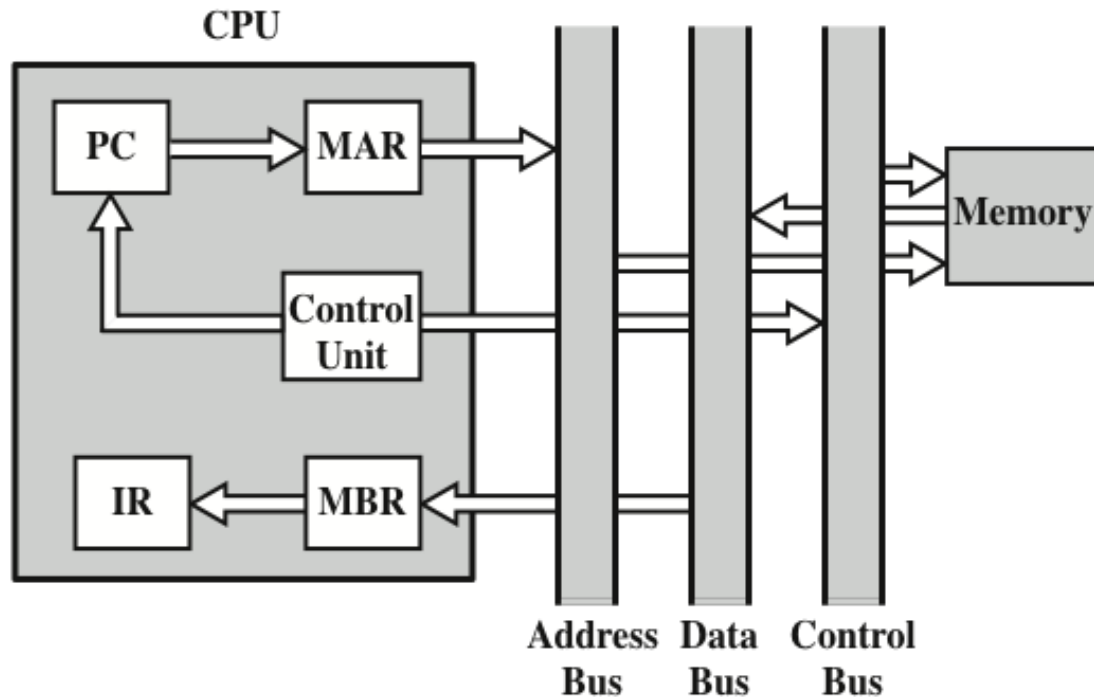 CPU
PC
MAR
Memory
Control
Unit
IR
MBR
Address
Bus
Data
Bus
Control
Bus